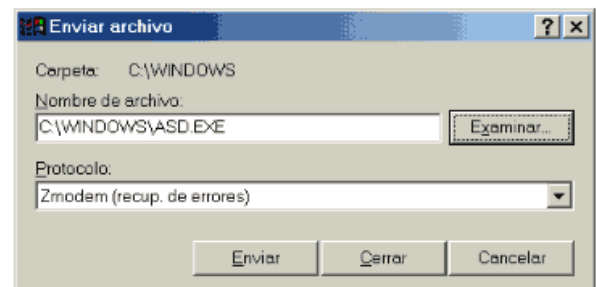 Enviar archivo
Carpeta: C:\WINDOWS
Nombre de archivo:
C:\WINDOWS\ASD.EXE
Examinar...
Protocolo:
Zmodem (recup. de errores)
Enviar Cerrar Cancelar